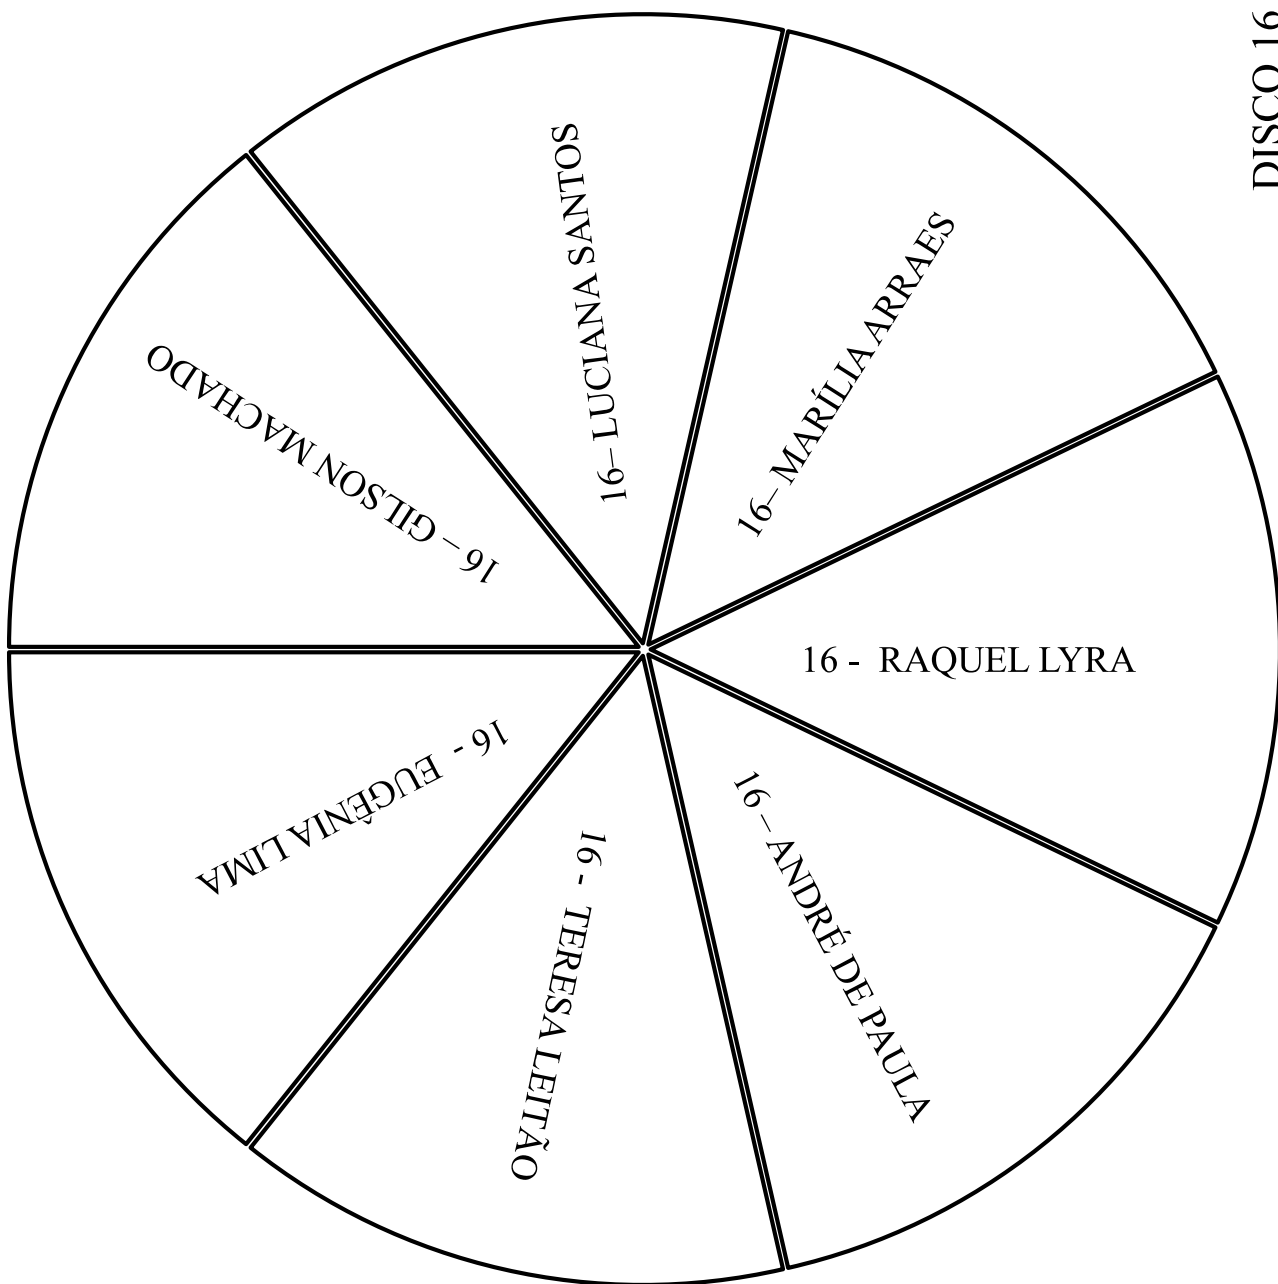 DISCO 16
16– LUCIANA SANTOS
16– MARÍLIA ARRAES
16 -  RAQUEL LYRA
16 – ANDRÉ DE PAULA
16 -  TERESA LEITÃO
16 -  EUGÊNIA LIMA
16 – GILSON MACHADO